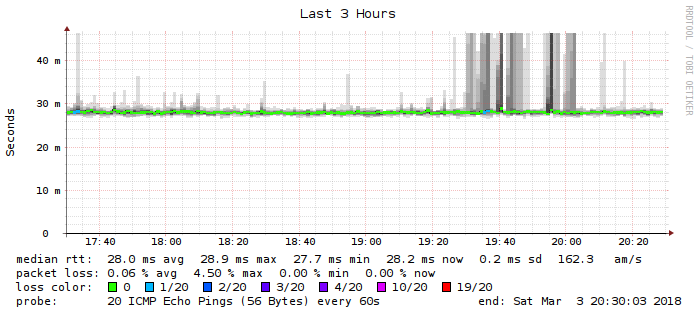 Last 3 Hours
RRDTOOL / TOBI OETIKER
Seconds
40 m
30 m
20 m
10 m
0
17:40 18:00 18:20 18:40 19:00 19:20 19:40 20:00 20:20
median rtt: 28.0 ms avg 28.9 ms max 27.7 ms min 28.2 ms now 0.2 ms sd 162.3 am/s
packet loss: 0.06 % avg 4.50 % max 0.00 % min 0.00 % now
loss color: 0 1/20 2/20 3/20 4/20 10/20 19/20
probe: 20 ICMP Echo Pings (56 Bytes) every 60s end: Sat Mar 3 20:30:03 2018